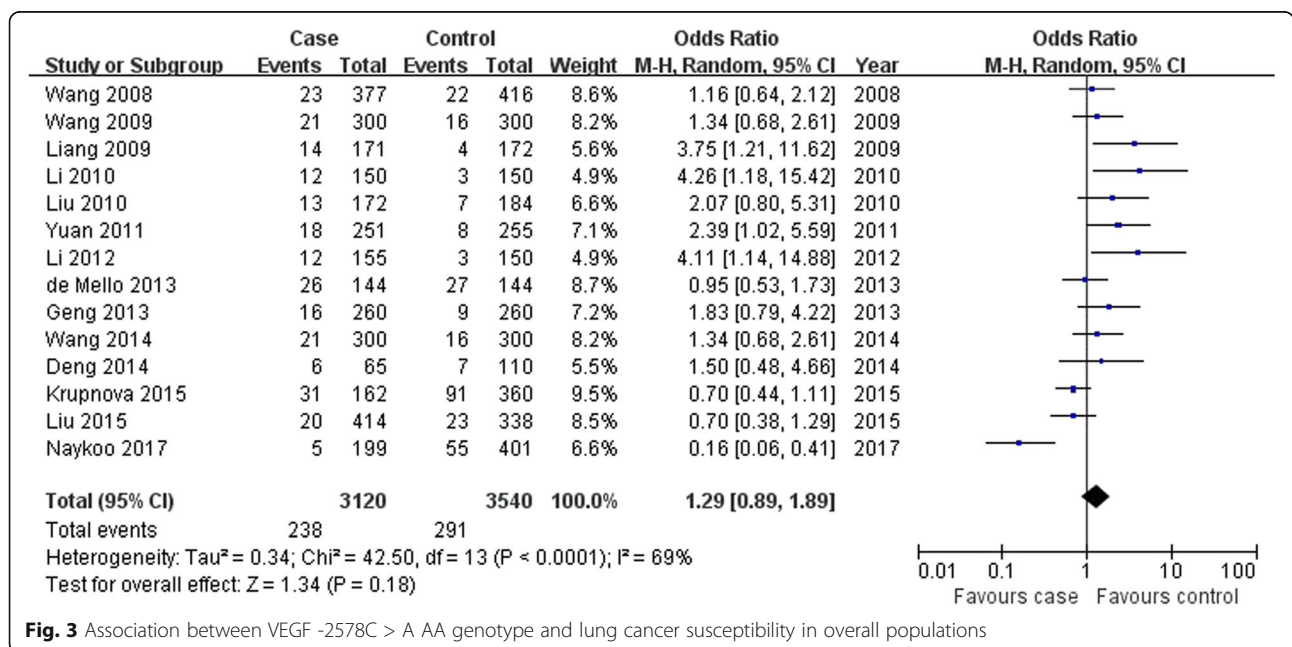 Case Control Odds Ratio Odds Ratio
Study or Subgroup Events Total Events Total Weight M-H, Random, 95% CI Year M-H, Random, 95% CI
Wang 2008 23 377 22 416 8.6% 1.16 [0.64, 2.12] 2008
Wang 2009 21 300 16 300 8.2% 1.34 [0.68, 2.61] 2009
Liang 2009 14 171 4 172 5.6% 3.75 [1.21, 11.62] 2009
Li 2010 12 150 3 150 4.9% 4.26 [1.18, 15.42] 2010
Liu 2010 13 172 7 184 6.6% 2.07 [0.80, 5.31] 2010
Yuan 2011 18 251 8 255 7.1% 2.39 [1.02, 5.59] 2011
Li 2012 12 155 3 150 4.9% 4.11 [1.14, 14.88] 2012
de Mello 2013 26 144 27 144 8.7% 0.95 [0.53, 1.73] 2013
Geng 2013 16 260 9 260 7.2% 1.83 [0.79, 4.22] 2013
Wang 2014 21 300 16 300 8.2% 1.34 [0.68, 2.61] 2014
Deng 2014 6 65 7 110 5.5% 1.50 [0.48, 4.66] 2014
Krupnova 2015 31 162 91 360 9.5% 0.70 [0.44, 1.11] 2015
Liu 2015 20 414 23 338 8.6% 0.70 [0.38, 1.29] 2015
Naykoo 2017 5 199 55 401 6.6% 0.16 [0.06, 0.41] 2017
Total (95% CI) 3120 3540 100.0% 1.29 [0.89, 1.89]
Total events 238 291
Heterogeneity: Tau² = 0.34; Chi² = 42.50, df = 13 (P < 0.0001); I² = 69%
Test for overall effect: Z = 1.34 (P = 0.18)
0.01 0.1 1 10 100
Favours case Favours control
Fig. 3 Association between VEGF -2578C > A AA genotype and lung cancer susceptibility in overall populations